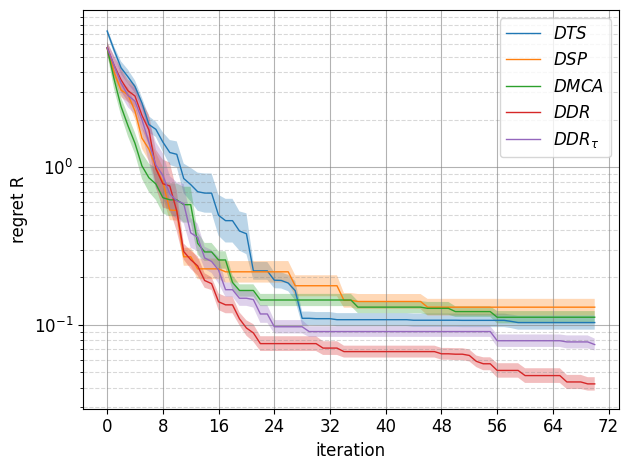 DTS
DSP
DMCA
DDR
DDR_τ
10^0
10^{-1}
regret R
0 8 16 24 32 40 48 56 64 72
iteration